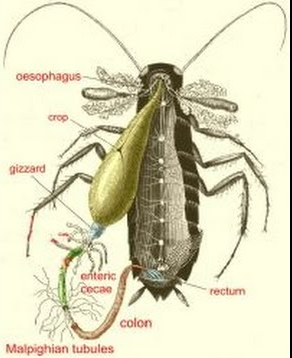 oesophagus
crop
gizzard
enteric
cecae
rectum
colon
Malpighian tubules